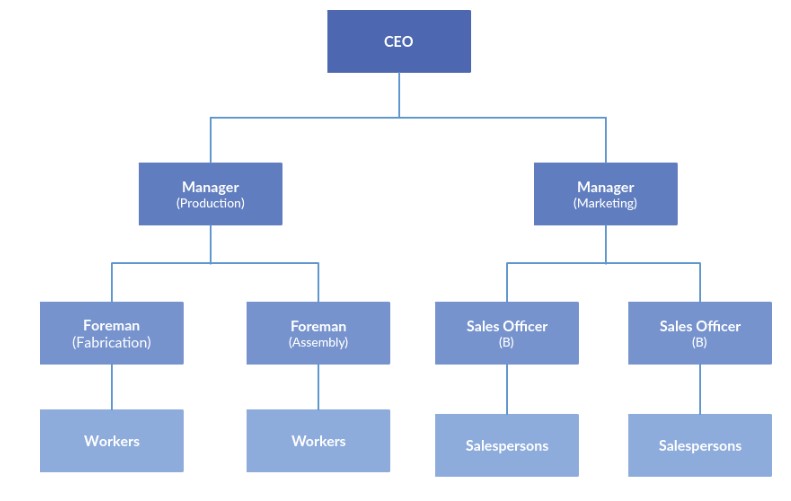 CEO
Manager
(Production)
Manager
(Marketing)
Foreman
(Fabrication)
Foreman
(Assembly)
Sales Officer
(B)
Sales Officer
(B)
Workers
Workers
Salespersons
Salespersons